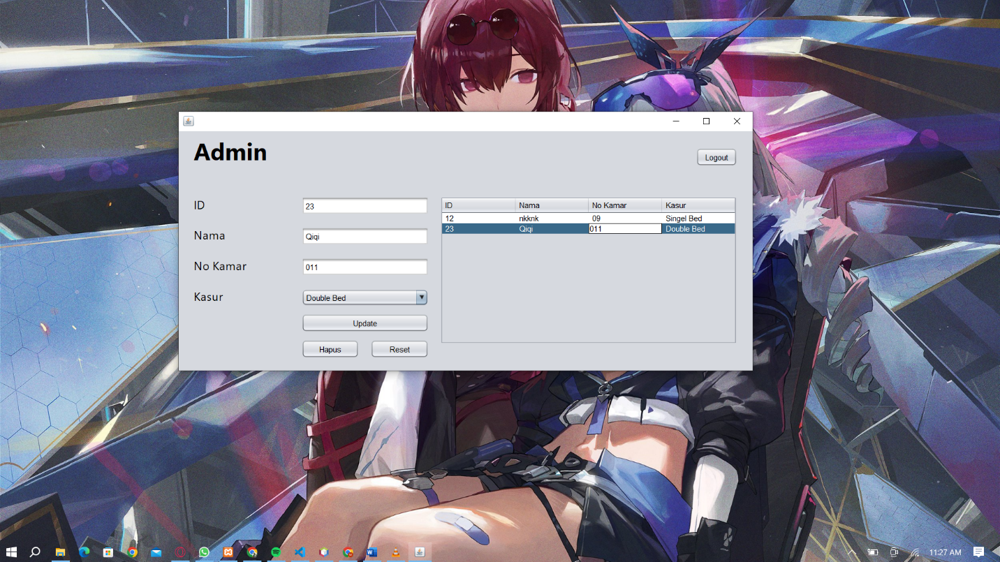 Admin
Logout
ID 23
Nama Qiqi
No Kamar 011
Kasur Double Bed
Update
Hapus Reset
ID Nama No Kamar Kasur
12 nkknk 09 Singel Bed
23 Qiqi 011 Double Bed
11:27 AM